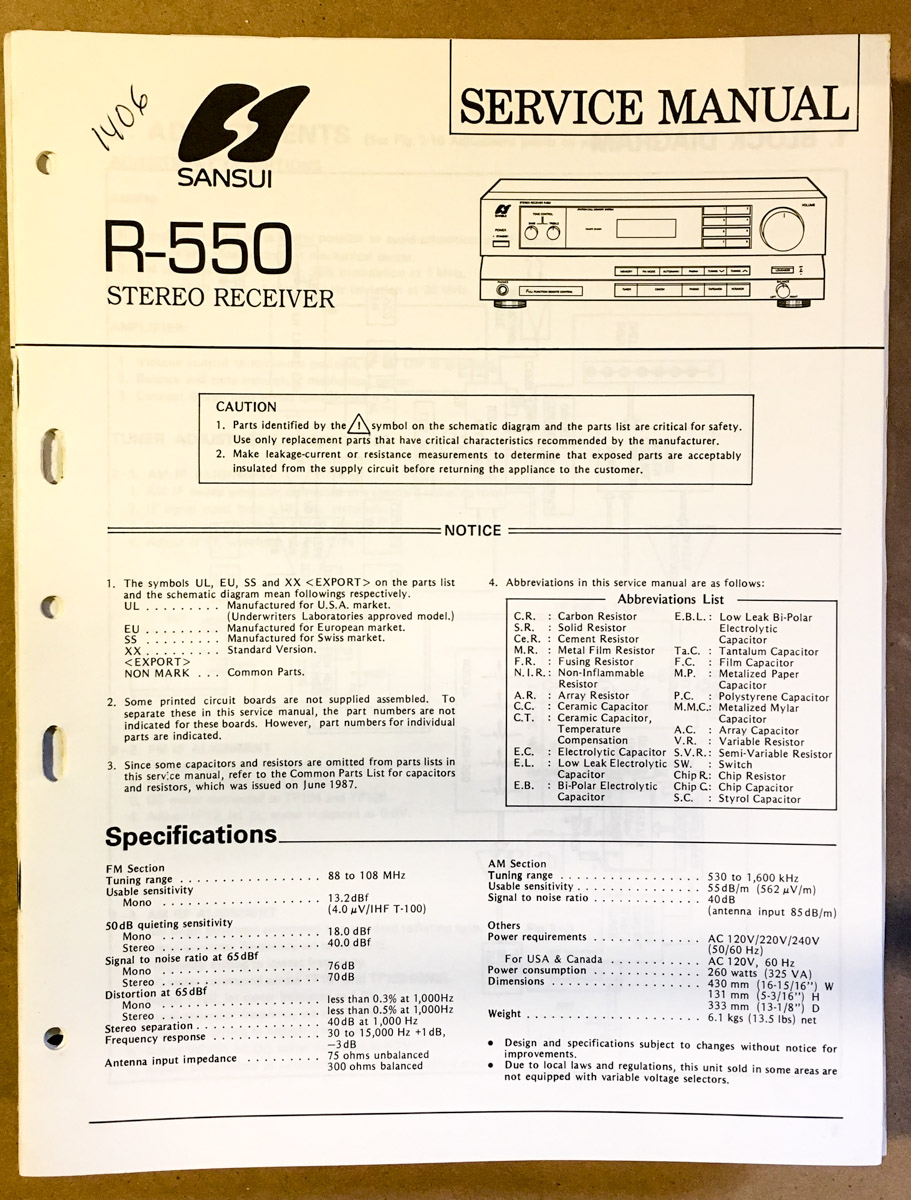 1406
SERVICE MANUAL
SANSUI
R-550
STEREO RECEIVER
VOLUME
POWER
TONE CONTROL
BASS TREBLE
FULL FUNCTION REMOTE CONTROL
CAUTION
1. Parts identified by the ! symbol on the schematic diagram and the parts list are critical for safety.
Use only replacement parts that have critical characteristics recommended by the manufacturer.
2. Make leakage-current or resistance measurements to determine that exposed parts are acceptably
insulated from the supply circuit before returning the appliance to the customer.
NOTICE
1. The symbols UL, EU, SS and XX <EXPORT> on the parts list
and the schematic diagram mean followings respectively.
UL . . . . . . . . . Manufactured for U.S.A. market.
(Underwriters Laboratories approved model.)
EU . . . . . . . . . Manufactured for European market.
SS . . . . . . . . . Manufactured for Swiss market.
XX . . . . . . . . . Standard Version.
<EXPORT>
NON MARK . . . Common Parts.
2. Some printed circuit boards are not supplied assembled. To
separate these in this service manual, the part numbers are not
indicated for these boards. However, part numbers for individual
parts are indicated.
3. Since some capacitors and resistors are omitted from parts lists in
this service manual, refer to the Common Parts List for capacitors
and resistors, which was issued on June 1987.
4. Abbreviations in this service manual are as follows:
Abbreviations List
C.R. : Carbon Resistor
S.R. : Solid Resistor
Ce.R. : Cement Resistor
M.R. : Metal Film Resistor
F.R. : Fusing Resistor
N.I.R. : Non-Inflammable
Resistor
A.R. : Array Resistor
C.C. : Ceramic Capacitor
C.T. : Ceramic Capacitor,
Temperature
Compensation
E.C. : Electrolytic Capacitor
E.L. : Low Leak Electrolytic
Capacitor
E.B. : Bi-Polar Electrolytic
Capacitor
E.B.L. : Low Leak Bi-Polar
Electrolytic
Capacitor
Ta.C. : Tantalum Capacitor
F.C. : Film Capacitor
M.P. : Metalized Paper
Capacitor
P.C. : Polystyrene Capacitor
M.M.C.: Metalized Mylar
Capacitor
A.C. : Array Capacitor
V.R. : Variable Resistor
S.V.R.: Semi-Variable Resistor
SW. : Switch
Chip R.: Chip Resistor
Chip C.: Chip Capacitor
S.C. : Styrol Capacitor
Specifications
FM Section
Tuning range . . . . . . . . . . . . . . . . . 88 to 108 MHz
Usable sensitivity
Mono . . . . . . . . . . . . . . . . . . . 13.2dBf
(4.0 μV/IHF T-100)
50dB quieting sensitivity
Mono . . . . . . . . . . . . . . . . . . . 18.0 dBf
Stereo . . . . . . . . . . . . . . . . . . . 40.0 dBf
Signal to noise ratio at 65dBf
Mono . . . . . . . . . . . . . . . . . . . 76dB
Stereo . . . . . . . . . . . . . . . . . . . 70dB
Distortion at 65dBf
Mono . . . . . . . . . . . . . . . . . . . less than 0.3% at 1,000Hz
Stereo . . . . . . . . . . . . . . . . . . . less than 0.5% at 1,000Hz
Stereo separation . . . . . . . . . . . . . . 40dB at 1,000 Hz
Frequency response . . . . . . . . . . . . . 30 to 15,000 Hz +1dB,
−3dB
Antenna input impedance . . . . . . . . . 75 ohms unbalanced
300 ohms balanced
AM Section
Tuning range . . . . . . . . . . . . . . . . . 530 to 1,600 kHz
Usable sensitivity . . . . . . . . . . . . . . . 55dB/m (562 μV/m)
Signal to noise ratio . . . . . . . . . . . . . 40dB
(antenna input 85dB/m)
Others
Power requirements . . . . . . . . . . . . . AC 120V/220V/240V
(50/60 Hz)
For USA & Canada . . . . . . . . . . . . AC 120V, 60 Hz
Power consumption . . . . . . . . . . . . . 260 watts (325 VA)
Dimensions . . . . . . . . . . . . . . . . . . 430 mm (16-15/16") W
131 mm (5-3/16") H
333 mm (13-1/8") D
Weight . . . . . . . . . . . . . . . . . . . . . 6.1 kgs (13.5 lbs) net
• Design and specifications subject to changes without notice for
improvements.
• Due to local laws and regulations, this unit sold in some areas are
not equipped with variable voltage selectors.